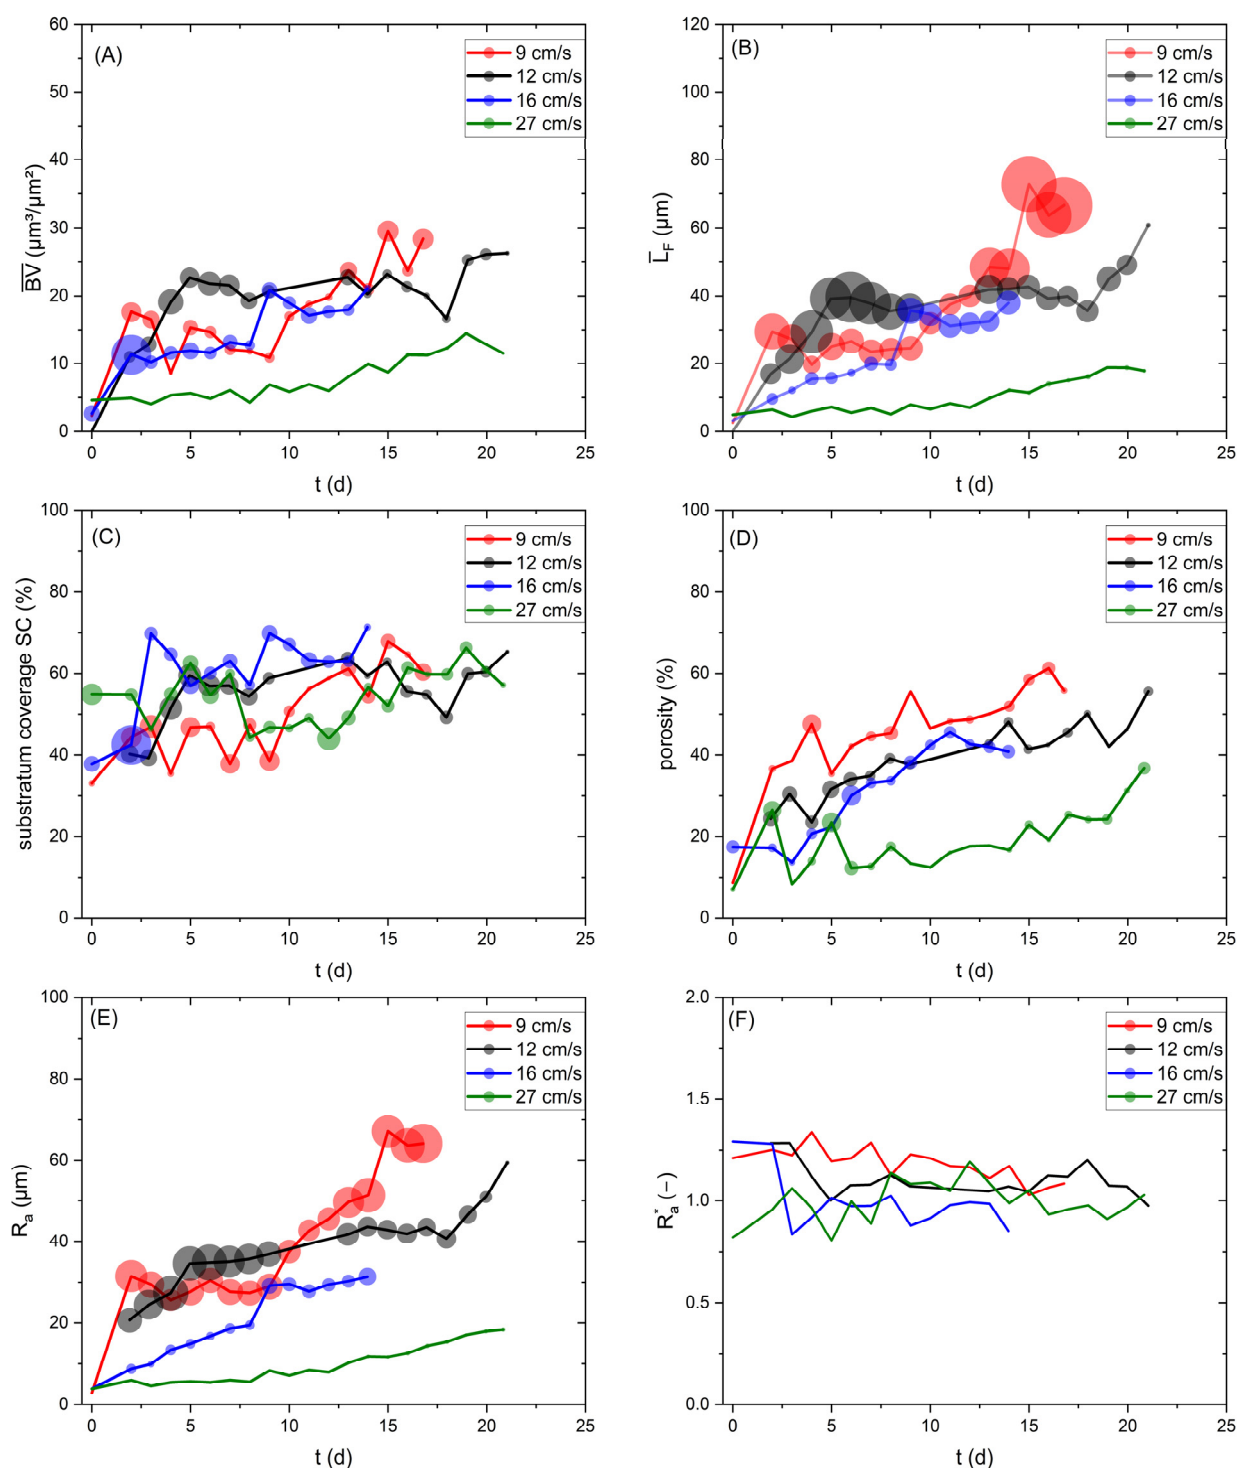 (A)
9 cm/s
12 cm/s
16 cm/s
27 cm/s
60
50
40
30
20
10
0
BV (µm³/µm²)
0 5 10 15 20 25
t (d)
(B)
9 cm/s
12 cm/s
16 cm/s
27 cm/s
120
100
80
60
40
20
0
L̅F (µm)
0 5 10 15 20 25
t (d)
(C)
9 cm/s
12 cm/s
16 cm/s
27 cm/s
100
80
60
40
20
0
substratum coverage SC (%)
0 5 10 15 20 25
t (d)
(D)
9 cm/s
12 cm/s
16 cm/s
27 cm/s
100
80
60
40
20
0
porosity (%)
0 5 10 15 20 25
t (d)
(E)
9 cm/s
12 cm/s
16 cm/s
27 cm/s
100
80
60
40
20
0
Ra (µm)
0 5 10 15 20 25
t (d)
(F)
9 cm/s
12 cm/s
16 cm/s
27 cm/s
2.0
1.5
1.0
0.5
0.0
Ra* (−)
0 5 10 15 20 25
t (d)